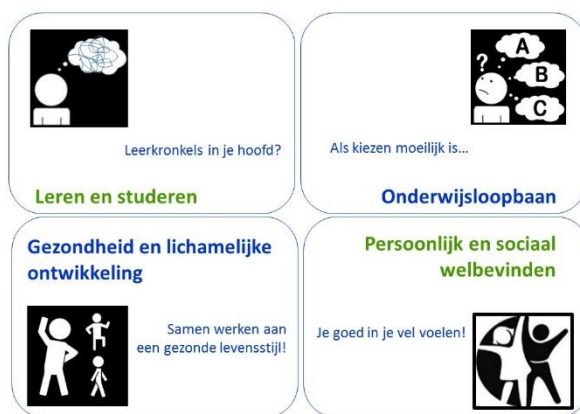 Leerkronkels in je hoofd?
Leren en studeren
?
A
B
C
Als kiezen moeilijk is...
Onderwijsloopbaan
Gezondheid en lichamelijke
ontwikkeling
Samen werken aan
een gezonde levensstijl!
Persoonlijk en sociaal
welbevinden
Je goed in je vel voelen!